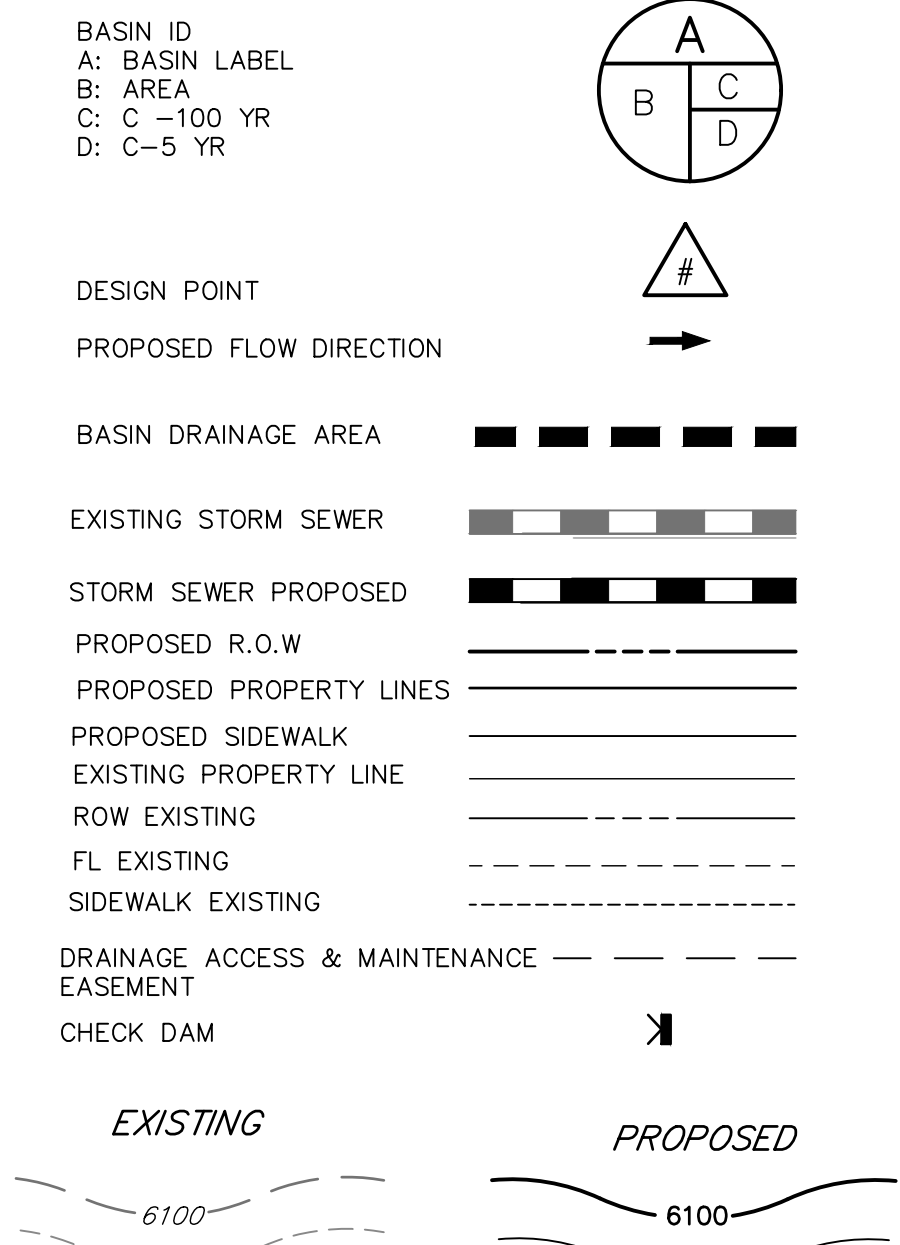 BASIN ID
A: BASIN LABEL
B: AREA
C: C -100 YR
D: C-5 YR
A
B
C
D
DESIGN POINT
#
PROPOSED FLOW DIRECTION
BASIN DRAINAGE AREA
EXISTING STORM SEWER
STORM SEWER PROPOSED
PROPOSED R.O.W
PROPOSED PROPERTY LINES
PROPOSED SIDEWALK
EXISTING PROPERTY LINE
ROW EXISTING
FL EXISTING
SIDEWALK EXISTING
DRAINAGE ACCESS & MAINTENANCE
EASEMENT
CHECK DAM
EXISTING
PROPOSED
6100
6100